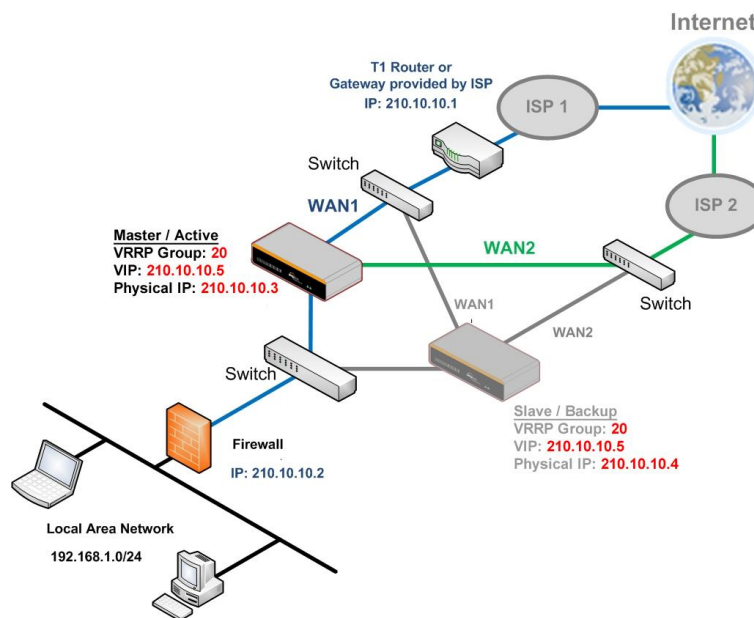 Internet
T1 Router or
Gateway provided by ISP
IP: 210.10.10.1
ISP 1
Switch
WAN1
ISP 2
Master / Active
VRRP Group: 20
VIP: 210.10.10.5
Physical IP: 210.10.10.3
WAN2
Switch
WAN1
WAN2
Switch
Slave / Backup
VRRP Group: 20
VIP: 210.10.10.5
Physical IP: 210.10.10.4
Firewall
IP: 210.10.10.2
Local Area Network
192.168.1.0/24